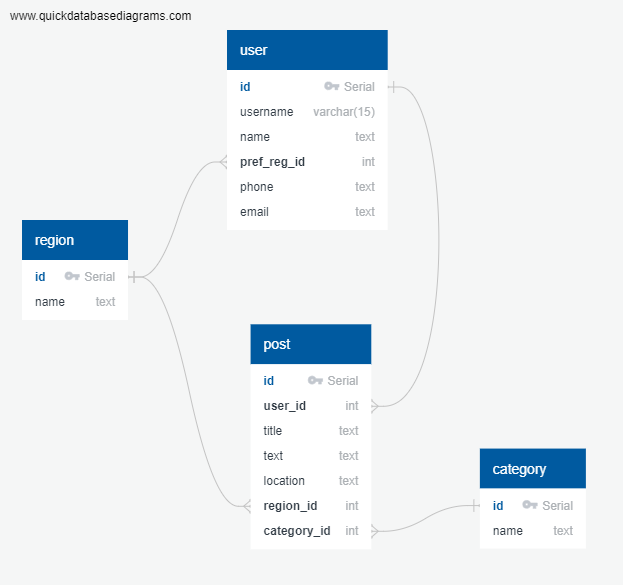 www.quickdatabasediagrams.com
user
id Serial
username varchar(15)
name text
pref_reg_id int
phone text
email text
region
id Serial
name text
post
id Serial
user_id int
title text
text text
location text
region_id int
category_id int
category
id Serial
name text